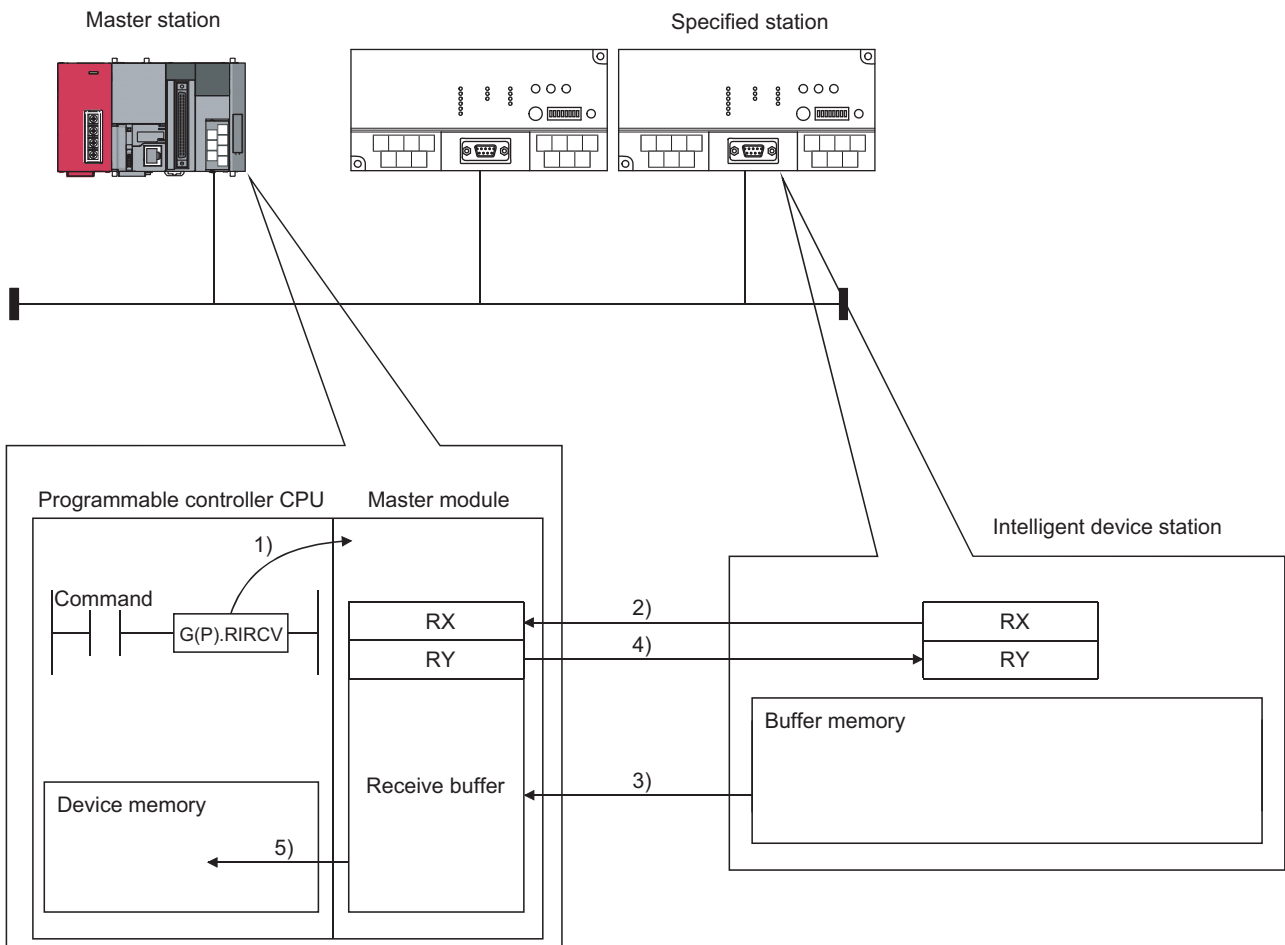 Master station
Specified station
Programmable controller CPU
Master module
Intelligent device station
1)
Command
G(P).RIRCV
RX
2)
RX
RY
4)
RY
Buffer memory
Receive buffer
3)
Device memory
5)